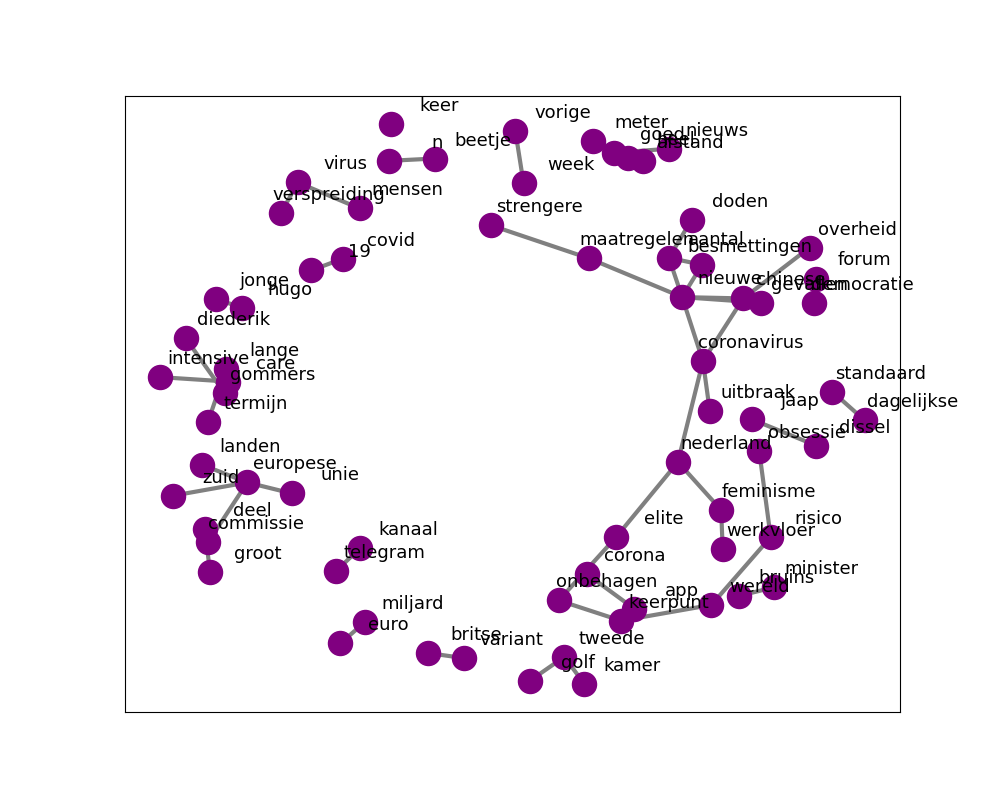 keer
vorige
meter
nieuws
goed
n
beetje
afstand
virus
week
mensen
verspreiding
doden
strengere
overheid
covid
maatregelen
aantal
19
besmettingen
forum
jonge
nieuwe
chinese
hugo
gevallen
democratie
diederik
coronavirus
lange
intensive
care
gommers
standaard
termijn
uitbraak
jaap
dagelijkse
obsessie
dissel
landen
nederland
europese
zuid
unie
feminisme
deel
commissie
elite
risico
kanaal
werkvloer
groot
telegram
corona
minister
onbehagen
bruins
app
wereld
miljard
keerpunt
euro
britse
variant
tweede
golf
kamer